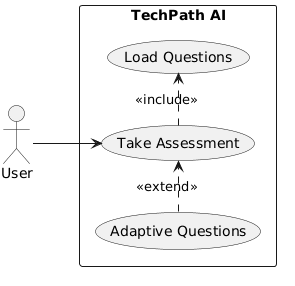 TechPath AI
Load Questions
«include»
Take Assessment
User
«extend»
Adaptive Questions